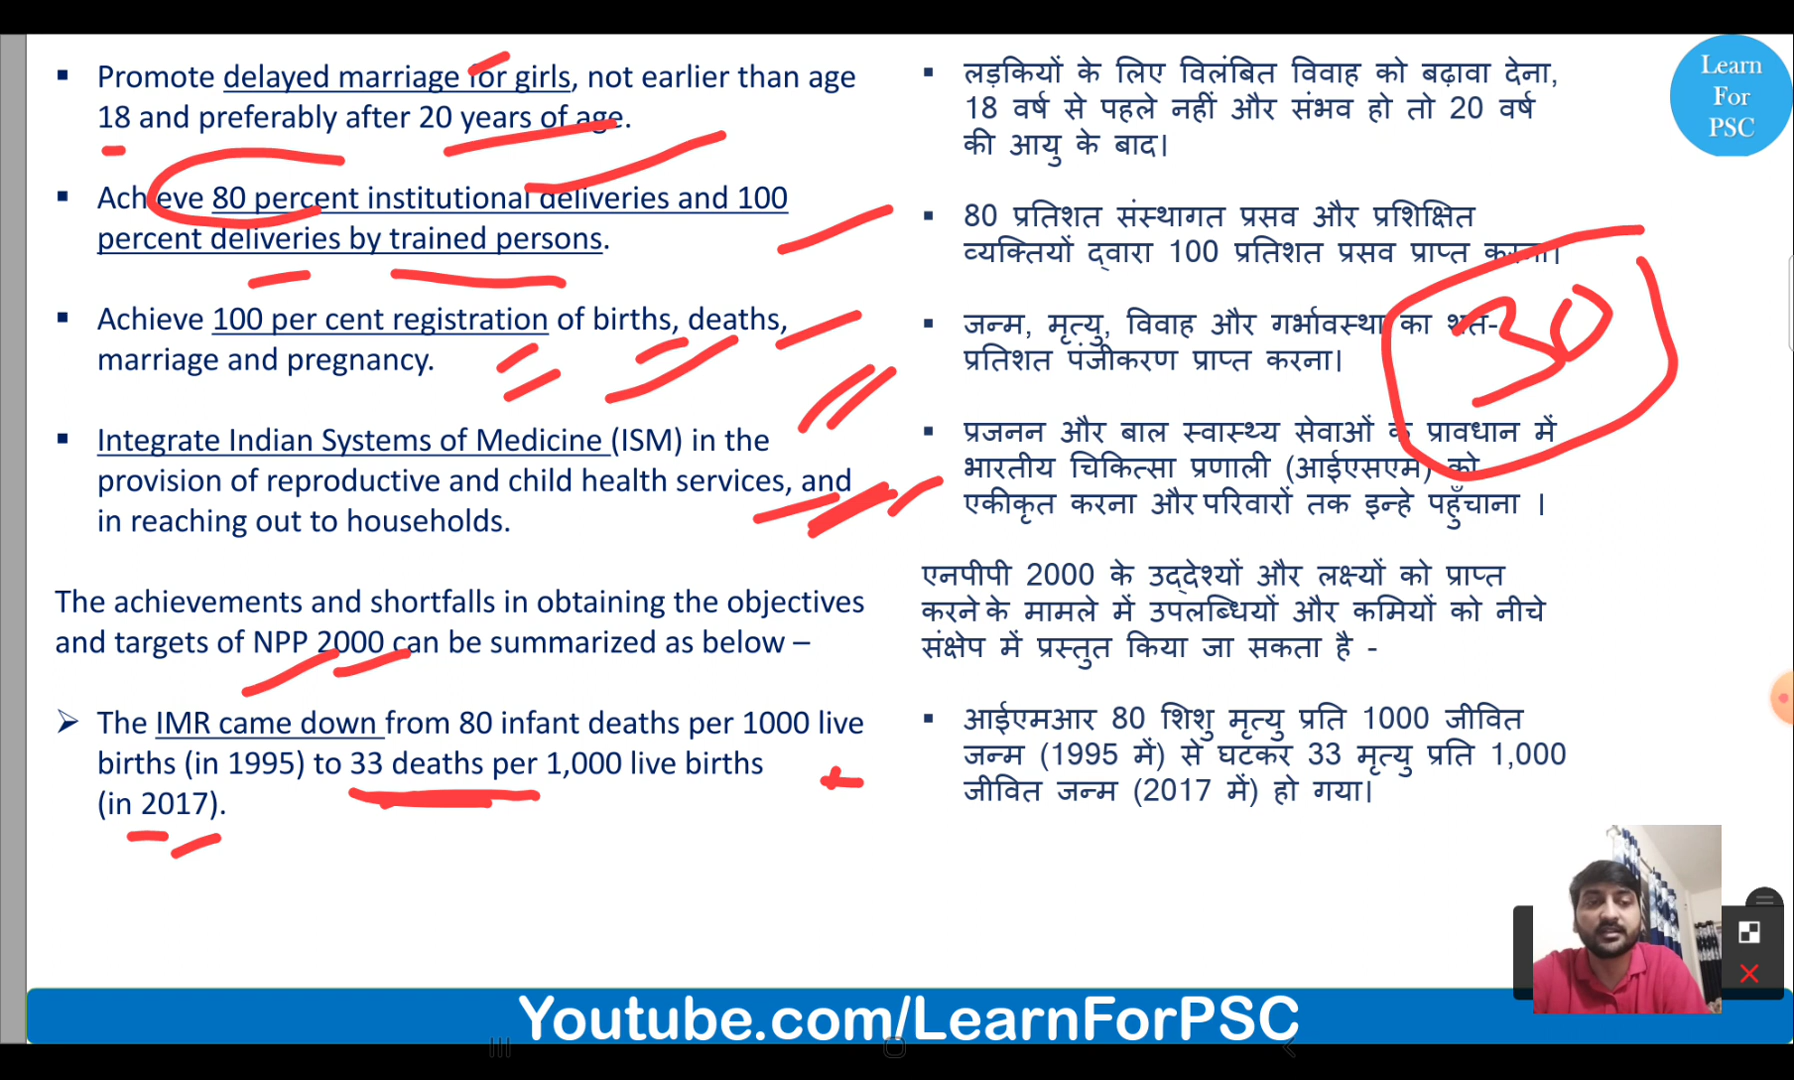 Promote delayed marriage for girls, not earlier than age
18 and preferably after 20 years of age.
Achieve 80 percent institutional deliveries and 100
percent deliveries by trained persons.
Achieve 100 per cent registration of births, deaths,
marriage and pregnancy.
Integrate Indian Systems of Medicine (ISM) in the
provision of reproductive and child health services, and
in reaching out to households.
The achievements and shortfalls in obtaining the objectives
and targets of NPP 2000 can be summarized as below –
The IMR came down from 80 infant deaths per 1000 live
births (in 1995) to 33 deaths per 1,000 live births
(in 2017).
लड़कियों के लिए विलंबित विवाह को बढ़ावा देना,
18 वर्ष से पहले नहीं और संभव हो तो 20 वर्ष
की आयु के बाद।
80 प्रतिशत संस्थागत प्रसव और प्रशिक्षित
व्यक्तियों द्वारा 100 प्रतिशत प्रसव प्राप्त करना।
जन्म, मृत्यु, विवाह और गर्भावस्था का शत-
प्रतिशत पंजीकरण प्राप्त करना।
30
प्रजनन और बाल स्वास्थ्य सेवाओं के प्रावधान में
भारतीय चिकित्सा प्रणाली (आईएसएम) को
एकीकृत करना और परिवारों तक इन्हे पहुँचाना ।
एनपीपी 2000 के उद्देश्यों और लक्ष्यों को प्राप्त
करने के मामले में उपलब्धियों और कमियों को नीचे
संक्षेप में प्रस्तुत किया जा सकता है -
आईएमआर 80 शिशु मृत्यु प्रति 1000 जीवित
जन्म (1995 में) से घटकर 33 मृत्यु प्रति 1,000
जीवित जन्म (2017 में) हो गया।
Learn
For
PSC
Youtube.com/LearnForPSC